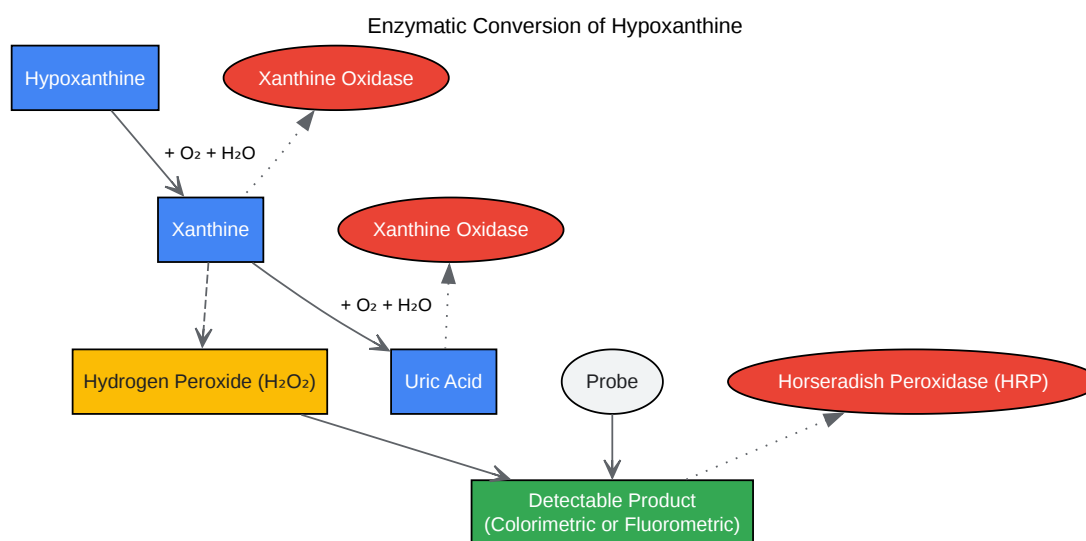 Enzymatic Conversion of Hypoxanthine
Hypoxanthine
Xanthine Oxidase
+ O₂ + H₂O
Xanthine
Xanthine Oxidase
+ O₂ + H₂O
Hydrogen Peroxide (H₂O₂)
Uric Acid
Probe
Horseradish Peroxidase (HRP)
Detectable Product
(Colorimetric or Fluorometric)